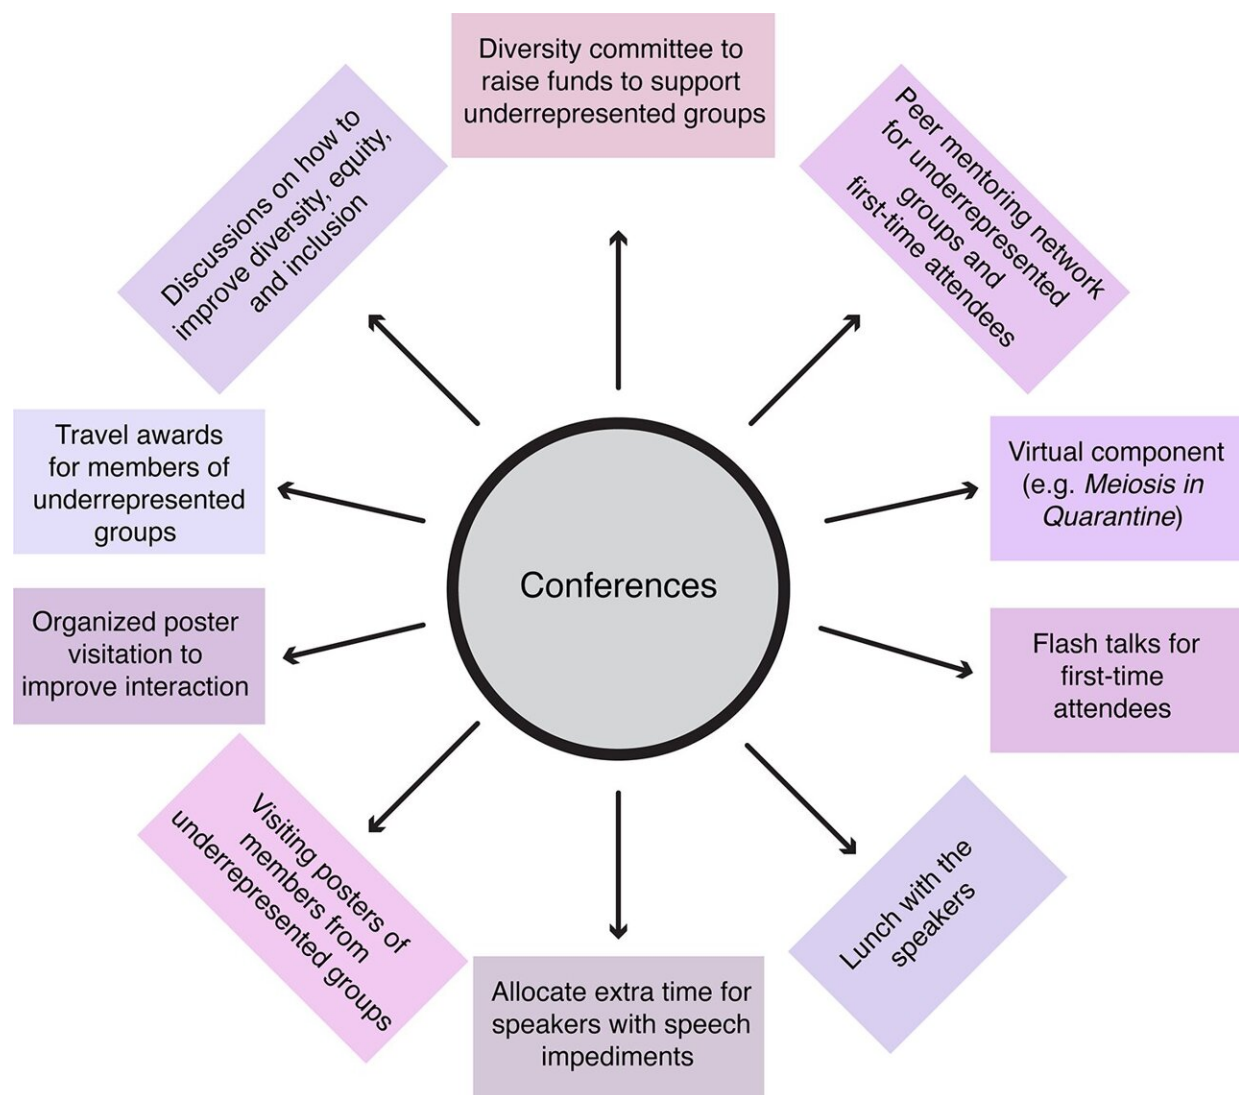 Diversity committee to
raise funds to support
underrepresented groups
Peer mentoring network
for underrepresented
groups and
first-time attendees
Virtual component
(e.g. Meiosis in
Quarantine)
Flash talks for
first-time
attendees
Lunch with the
speakers
Allocate extra time for
speakers with speech
impediments
Visiting posters of
members from
underrepresented groups
Organized poster
visitation to
improve interaction
Travel awards
for members of
underrepresented
groups
Discussions on how to
improve diversity, equity,
and inclusion
Conferences